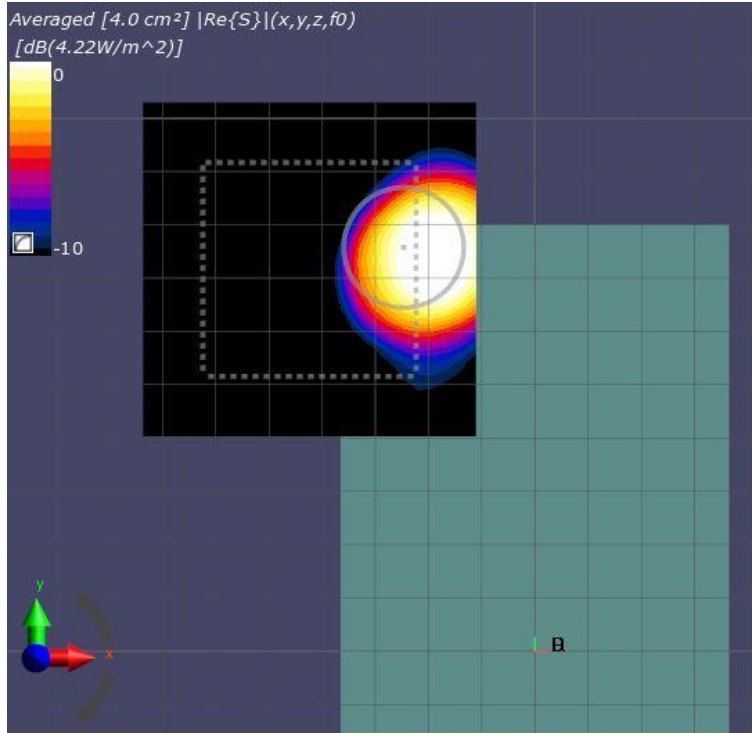 Averaged [4.0 cm²] |Re{S}|(x,y,z,f0)
[dB(4.22W/m^2)]
0
-10
y
x